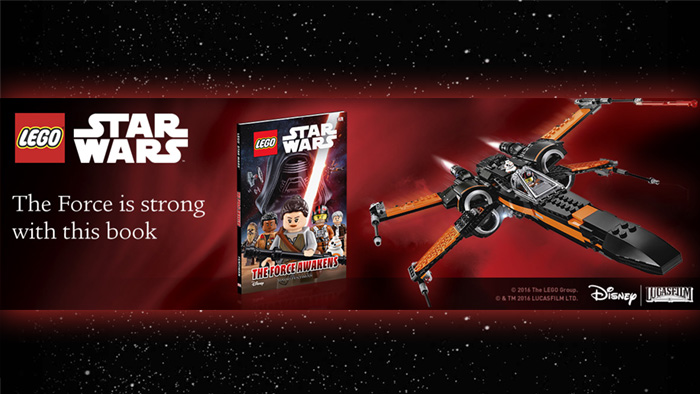 LEGO
STAR
WARS
The Force is strong
with this book
LEGO
STAR
WARS
THE FORCE AWAKENS
Disney
© 2016 The LEGO Group.
© & TM 2016 LUCASFILM LTD.
Disney
LUCASFILM